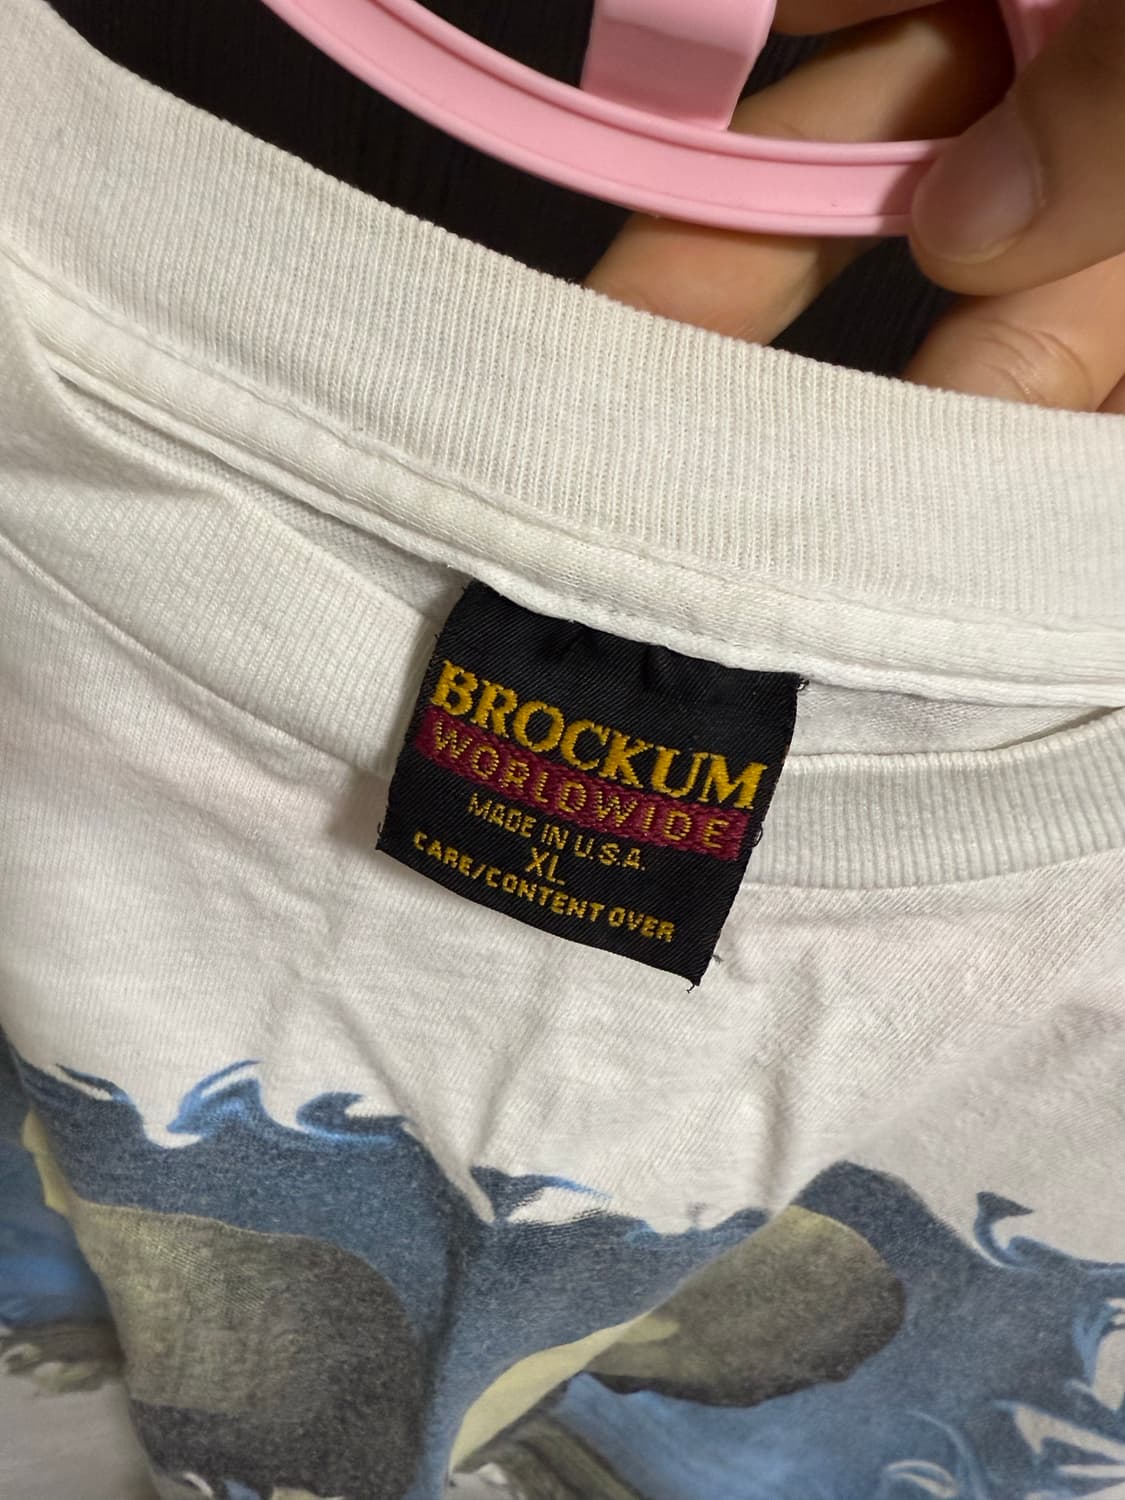 BROCKUM
WORLDWIDE
MADE IN U.S.A.
XL
CARE/CONTENT OVER